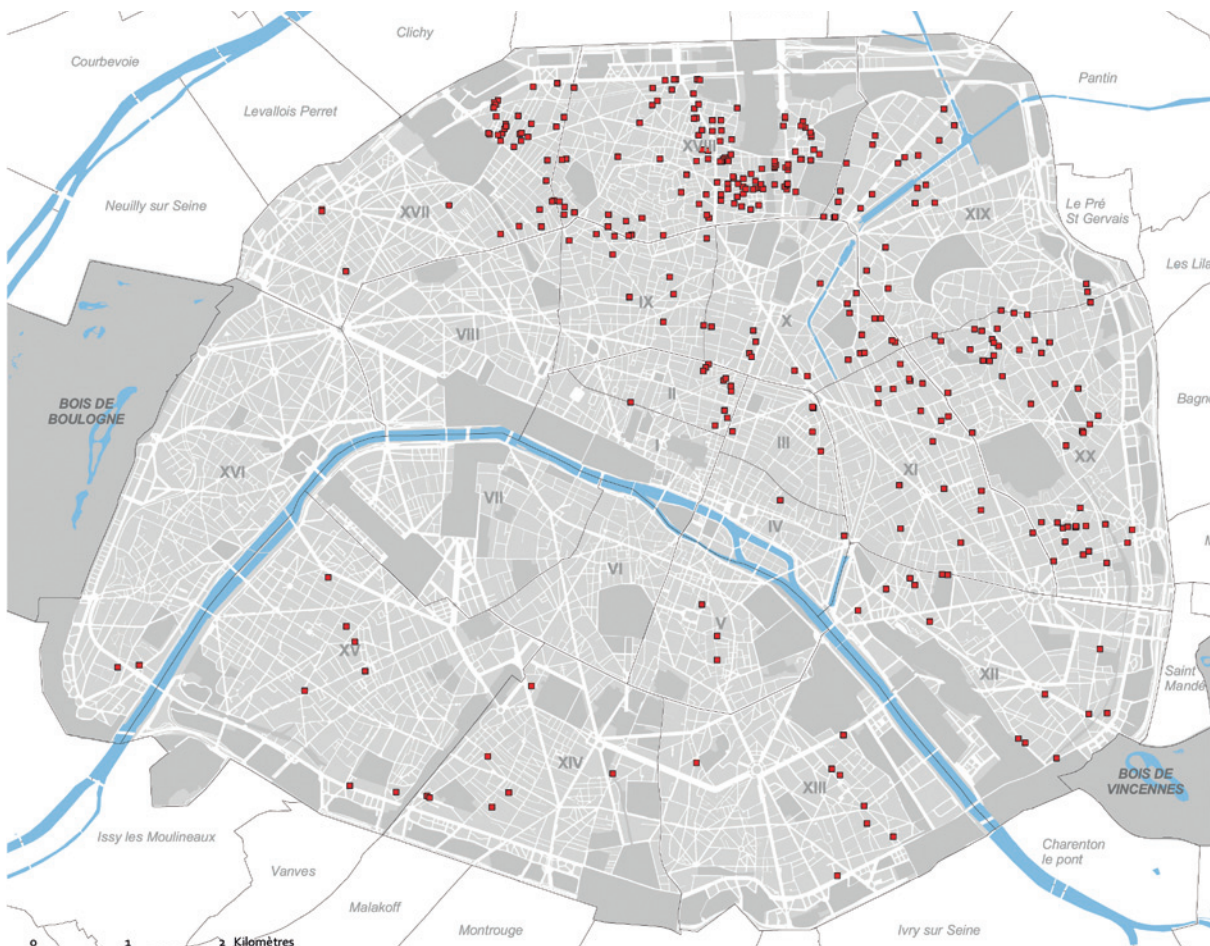 Clichy
Courbevoie
Pantin
Levallois Perret
XVIII
Neuilly sur Seine
XVII
XIX
Le Pré
St Gervais
Les Lila
IX
X
VIII
II
BOIS DE
BOULOGNE
Bagno
III
I
XX
XVI
XI
VII
IV
VI
V
XV
XII
Saint
Mandé
XIV
XIII
BOIS DE
VINCENNES
Issy les Moulineaux
Charenton
le pont
Vanves
Malakoff
Montrouge
Ivry sur Seine
0 1 2 Kilomètres